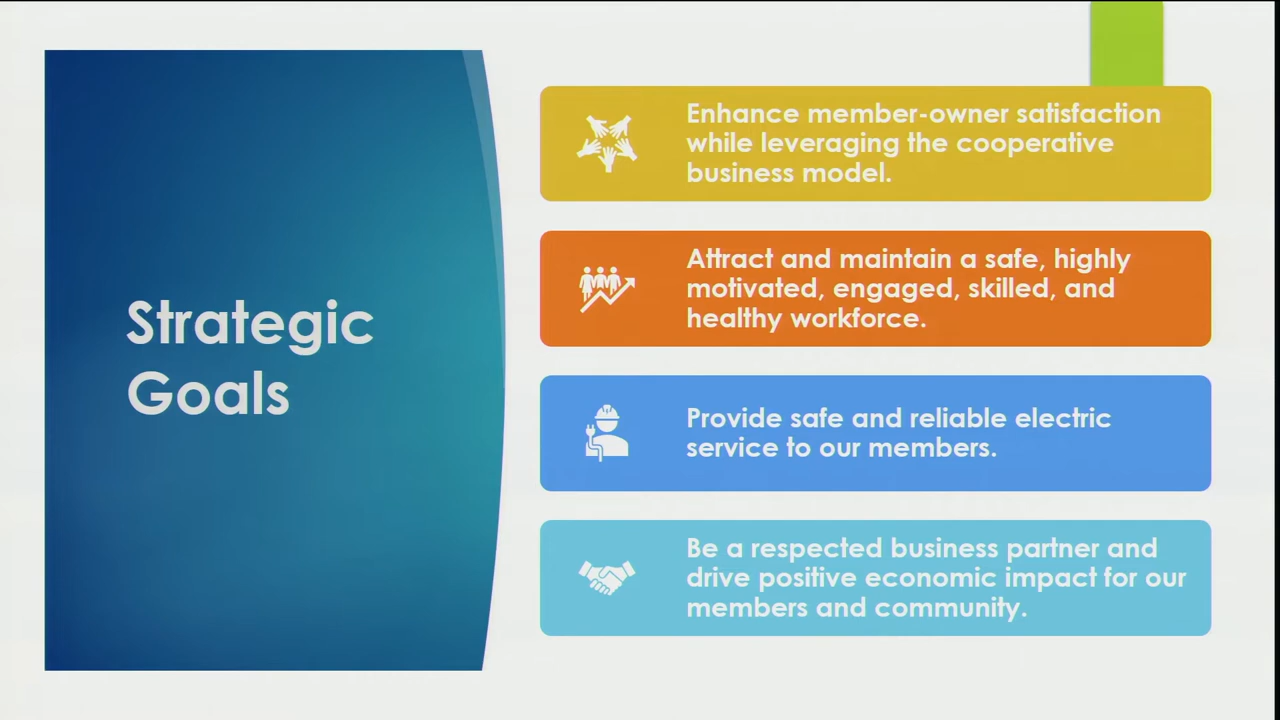 Strategic
Goals
Enhance member-owner satisfaction
while leveraging the cooperative
business model.
Attract and maintain a safe, highly
motivated, engaged, skilled, and
healthy workforce.
Provide safe and reliable electric
service to our members.
Be a respected business partner and
drive positive economic impact for our
members and community.